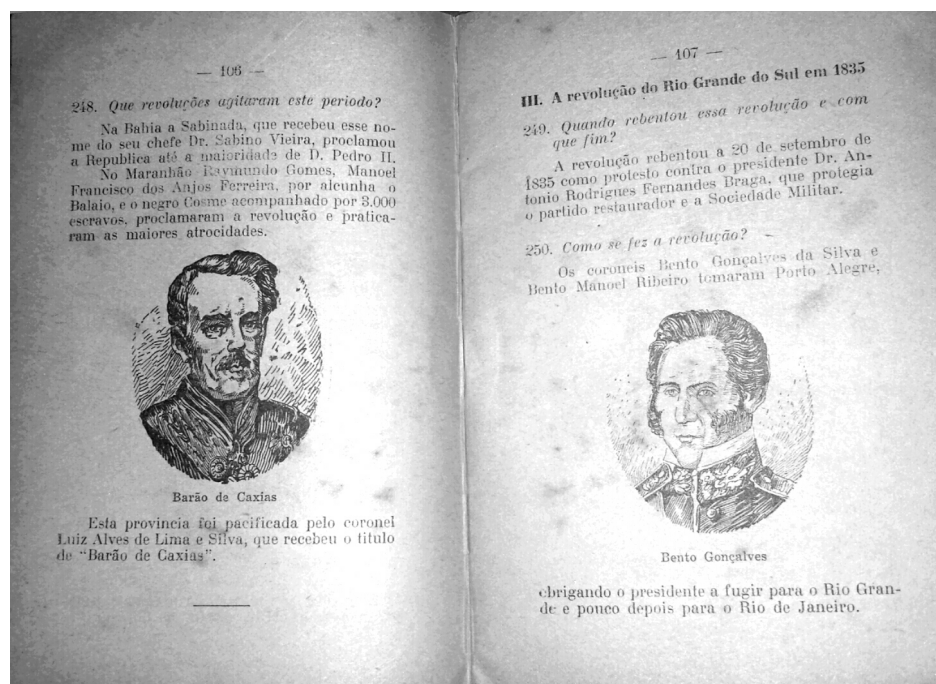 — 106 —
248. Que revoluções agitaram este periodo?
Na Bahia a Sabinada, que recebeu esse no-
me do seu chefe Dr. Sabino Vieira, proclamou
a Republica até a maioridade de D. Pedro II.
No Maranhão Raymundo Gomes, Manoel
Francisco dos Anjos Ferreira, por alcunha o
Balaio, e o negro Cosme acompanhado por 3.000
escravos, proclamaram a revolução e pratica-
ram as maiores atrocidades.
Barão de Caxias
Esta provincia foi pacificada pelo coronel
Luiz Alves de Lima e Silva, que recebeu o titulo
de “Barão de Caxias”.
— 107 —
III. A revolução do Rio Grande do Sul em 1835
249. Quando rebentou essa revolução e com
que fim?
A revolução rebentou a 20 de setembro de
1835 como protesto contra o presidente Dr. An-
tonio Rodrigues Fernandes Braga, que protegia
o partido restaurador e a Sociedade Militar.
250. Como se fez a revolução?
Os coroneis Bento Gonçalves da Silva e
Bento Manoel Ribeiro tomaram Porto Alegre,
Bento Gonçalves
obrigando o presidente a fugir para o Rio Gran-
de e pouco depois para o Rio de Janeiro.